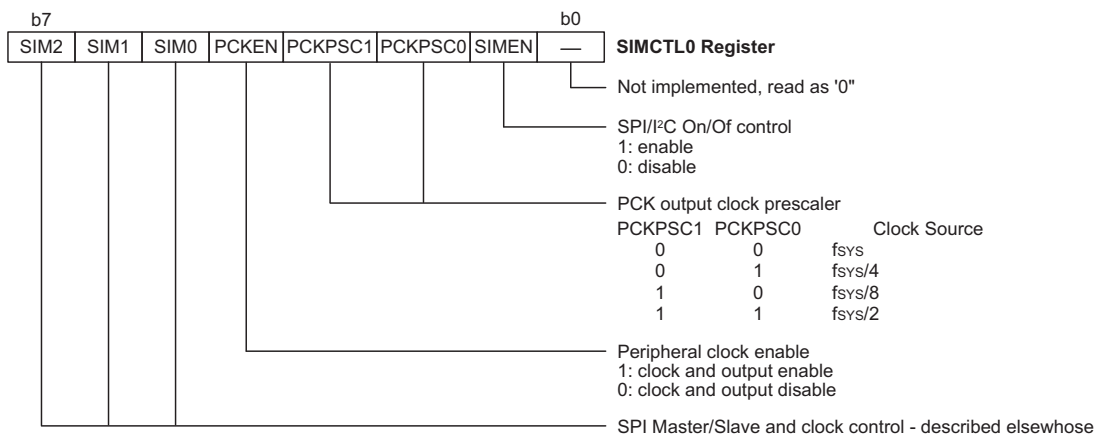 b7 b0
SIM2 SIM1 SIM0 PCKEN PCKPSC1 PCKPSC0 SIMEN — SIMCTL0 Register
Not implemented, read as '0"
SPI/I²C On/Of control
1: enable
0: disable
PCK output clock prescaler
PCKPSC1 PCKPSC0 Clock Source
0 0 fSYS
0 1 fSYS/4
1 0 fSYS/8
1 1 fSYS/2
Peripheral clock enable
1: clock and output enable
0: clock and output disable
SPI Master/Slave and clock control - described elsewhose